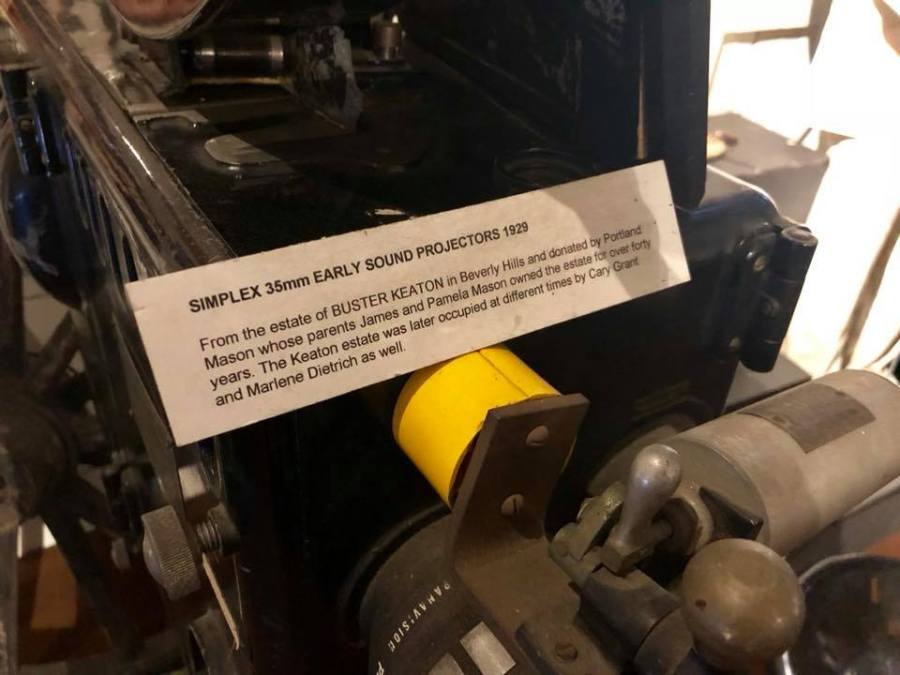 SIMPLEX 35mm EARLY SOUND PROJECTORS 1929
From the estate of BUSTER KEATON in Beverly Hills and donated by Portland
Mason whose parents James and Pamela Mason owned the estate for over forty
years. The Keaton estate was later occupied at different times by Cary Grant
and Marlene Dietrich as well.